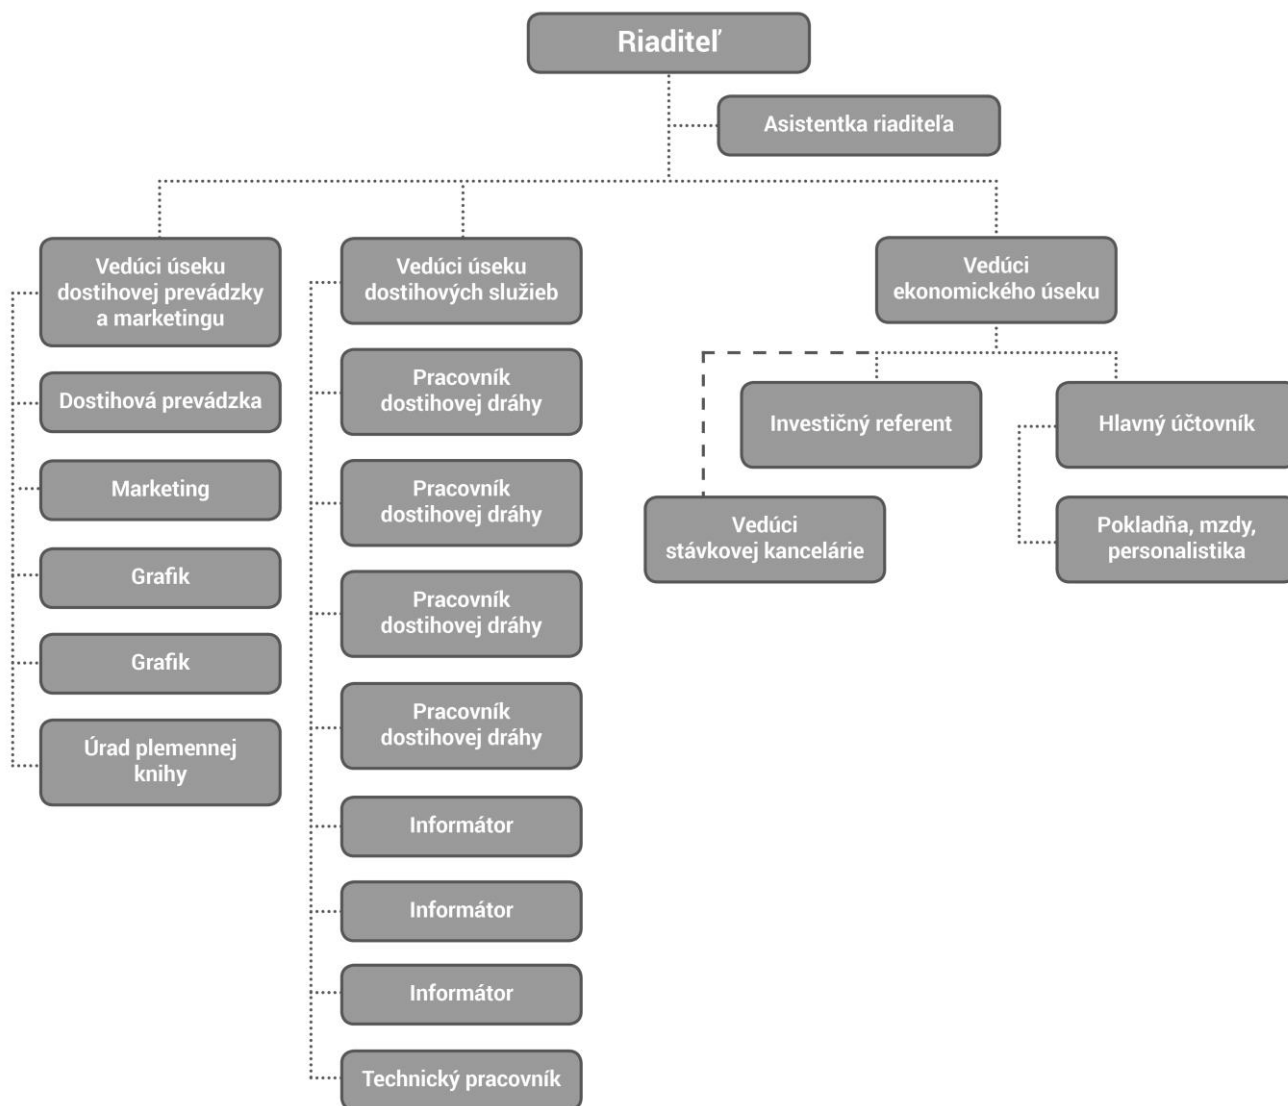 Riaditeľ
Asistentka riaditeľa
Vedúci úseku
dostihovej prevádzky
a marketingu
Dostihová prevádzka
Marketing
Grafik
Grafik
Úrad plemennej
knihy
Vedúci úseku
dostihových služieb
Pracovník
dostihovej dráhy
Pracovník
dostihovej dráhy
Pracovník
dostihovej dráhy
Pracovník
dostihovej dráhy
Informátor
Informátor
Informátor
Technický pracovník
Vedúci
ekonomického úseku
Investičný referent
Hlavný účtovník
Vedúci
stávkovej kancelárie
Pokladňa, mzdy,
personalistika